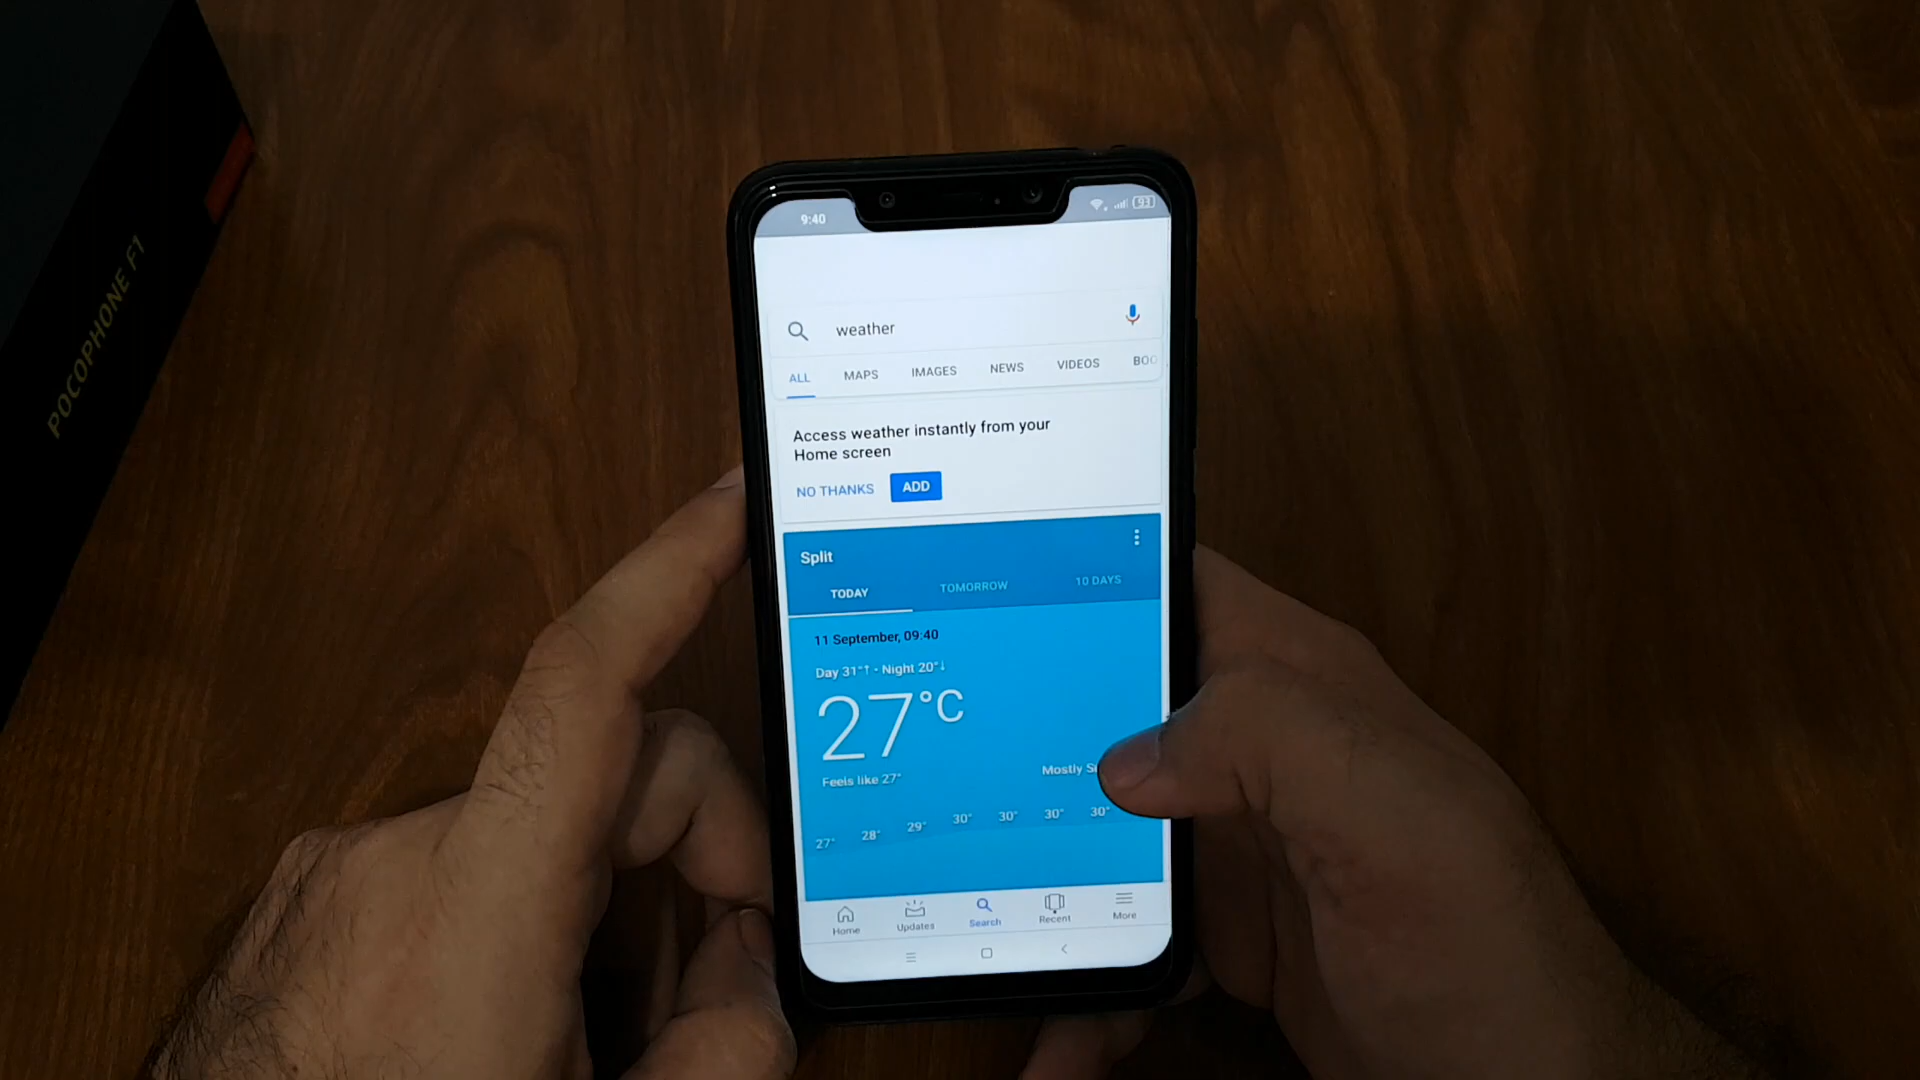 POCOPHONE F1
9:40
93
weather
ALL MAPS IMAGES NEWS VIDEOS
Access weather instantly from your
Home screen
NO THANKS ADD
Split
TODAY TOMORROW 10 DAYS
11 September, 09:40
Day 31°↑ • Night 20°↓
27°C
Feels like 27°
Mostly
27° 28° 29° 30° 30° 30° 30°
Home Updates Search Recent More